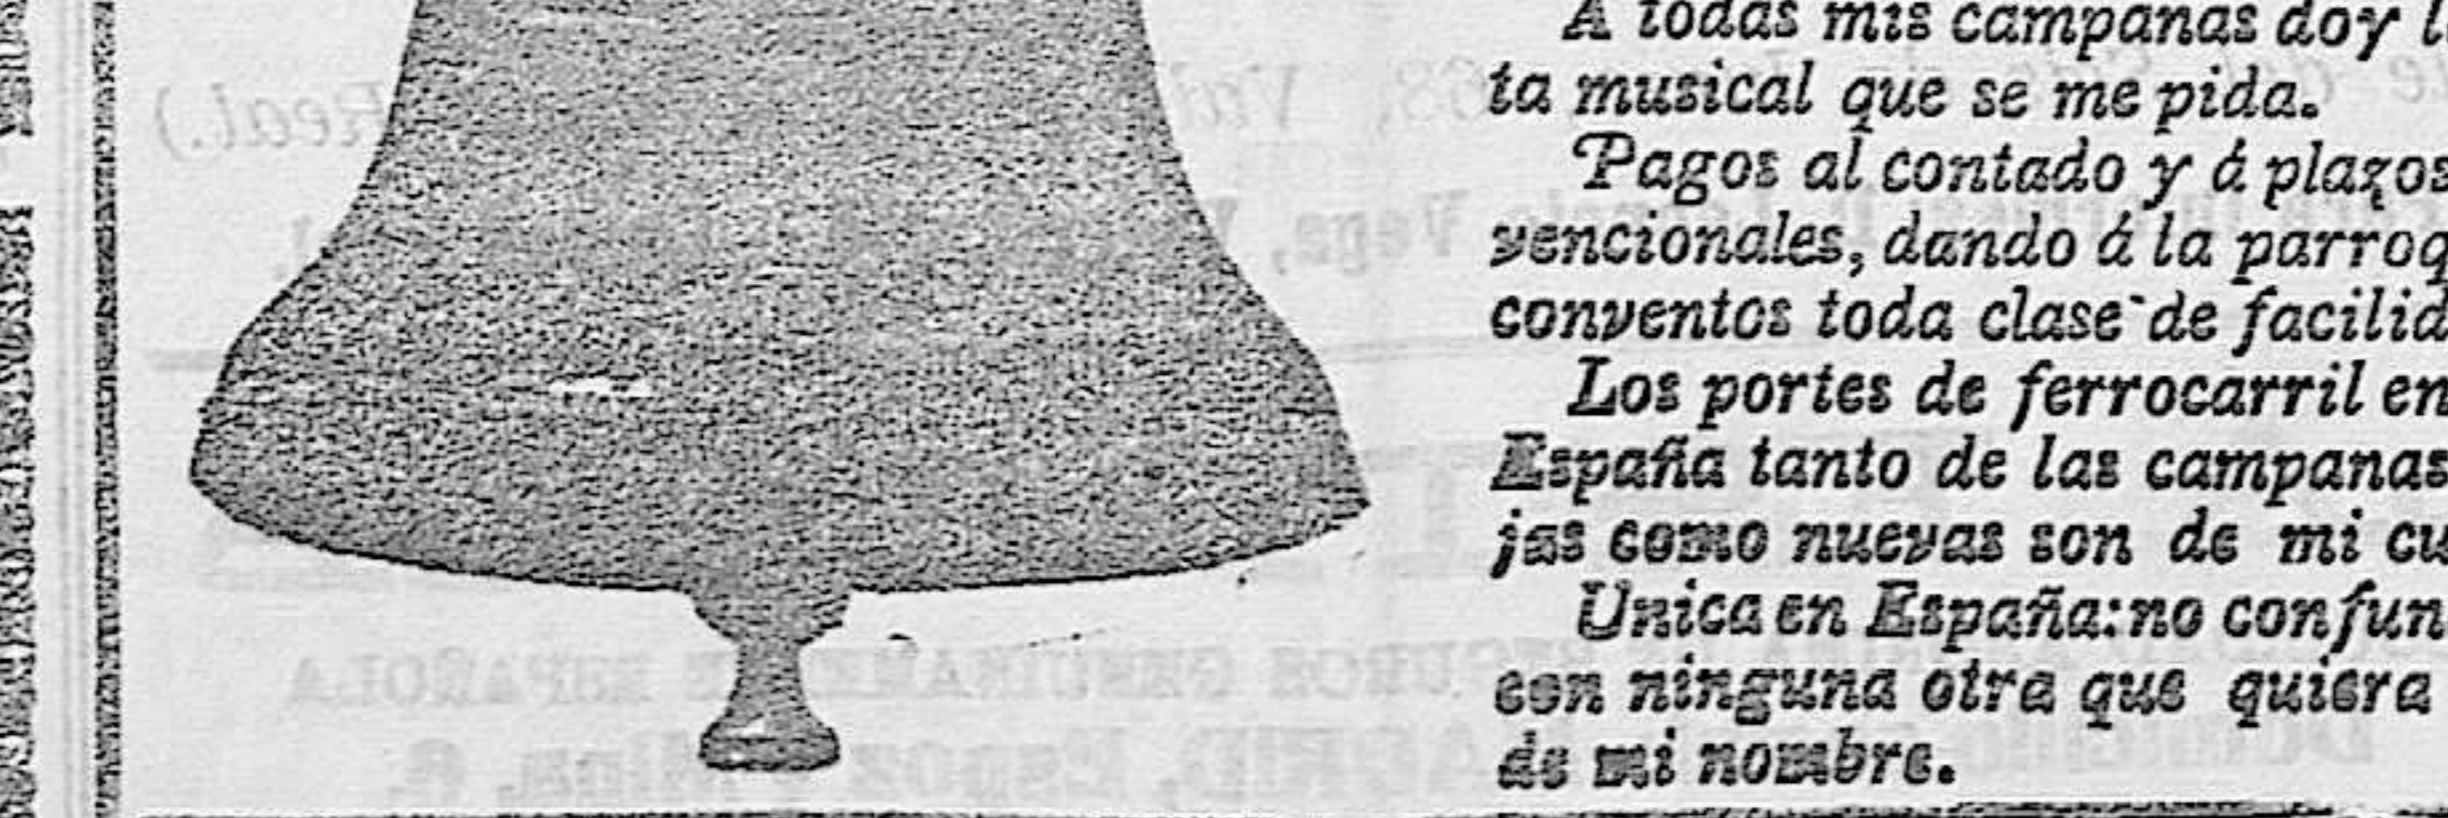 A todas mis campanas doy l
ta musical que se me pida.
Pagos al contado y á plazos
vencionales, dando á la parroq
conventos toda clase de facilid
Los portes de ferrocarril en
España tanto de las campanas
jas como nuevas son de mi cu
Unica en España: no confun
con ninguna otra que quiera
de mi nombre.